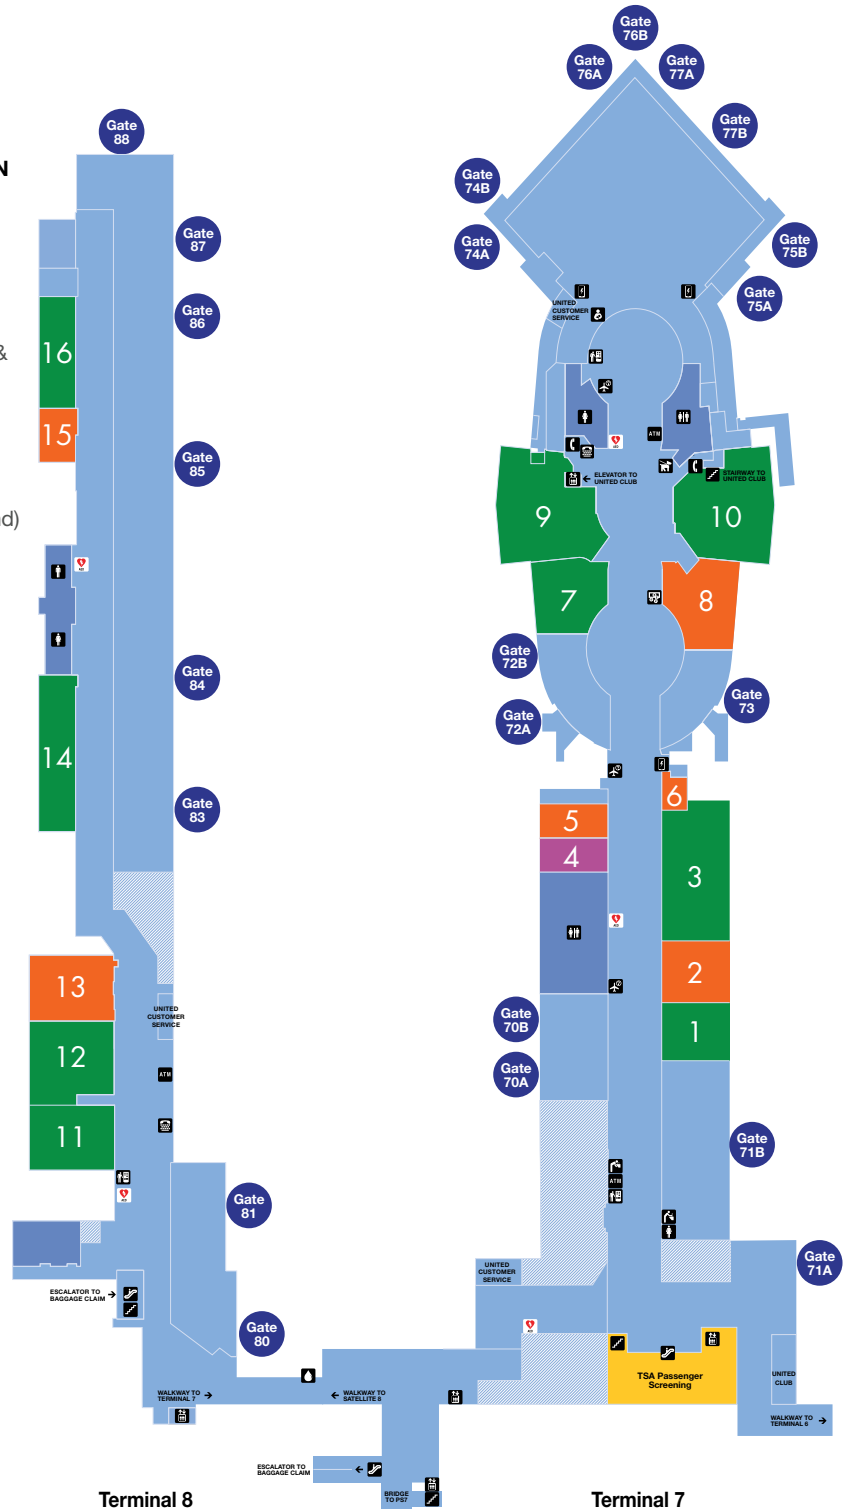 Gate
76B
Gate
76A
Gate
77A
Gate
88
Gate
77B
N
Gate
74B
Gate
87
Gate
74A
Gate
75B
Gate
75A
Gate
86
UNITED
CUSTOMER
SERVICE
&
16
15
ATM
AED
Gate
85
ELEVATOR TO
UNITED CLUB
STAIRWAY TO
UNITED CLUB
nd)
9
10
AED
7
8
Gate
72B
Gate
84
Gate
73
Gate
72A
14
6
Gate
83
5
4
3
AED
13
2
UNITED
CUSTOMER
SERVICE
Gate
70B
1
12
ATM
Gate
70A
11
Gate
71B
ATM
AED
Gate
81
Gate
71A
UNITED
CUSTOMER
SERVICE
ESCALATOR TO
BAGGAGE CLAIM
AED
Gate
80
TSA Passenger
Screening
UNITED
CLUB
WALKWAY TO
TERMINAL 7
WALKWAY TO
SATELLITE 8
WALKWAY TO
TERMINAL 6
ESCALATOR TO
BAGGAGE CLAIM
BRIDGE
TO PS7
Terminal 8
Terminal 7